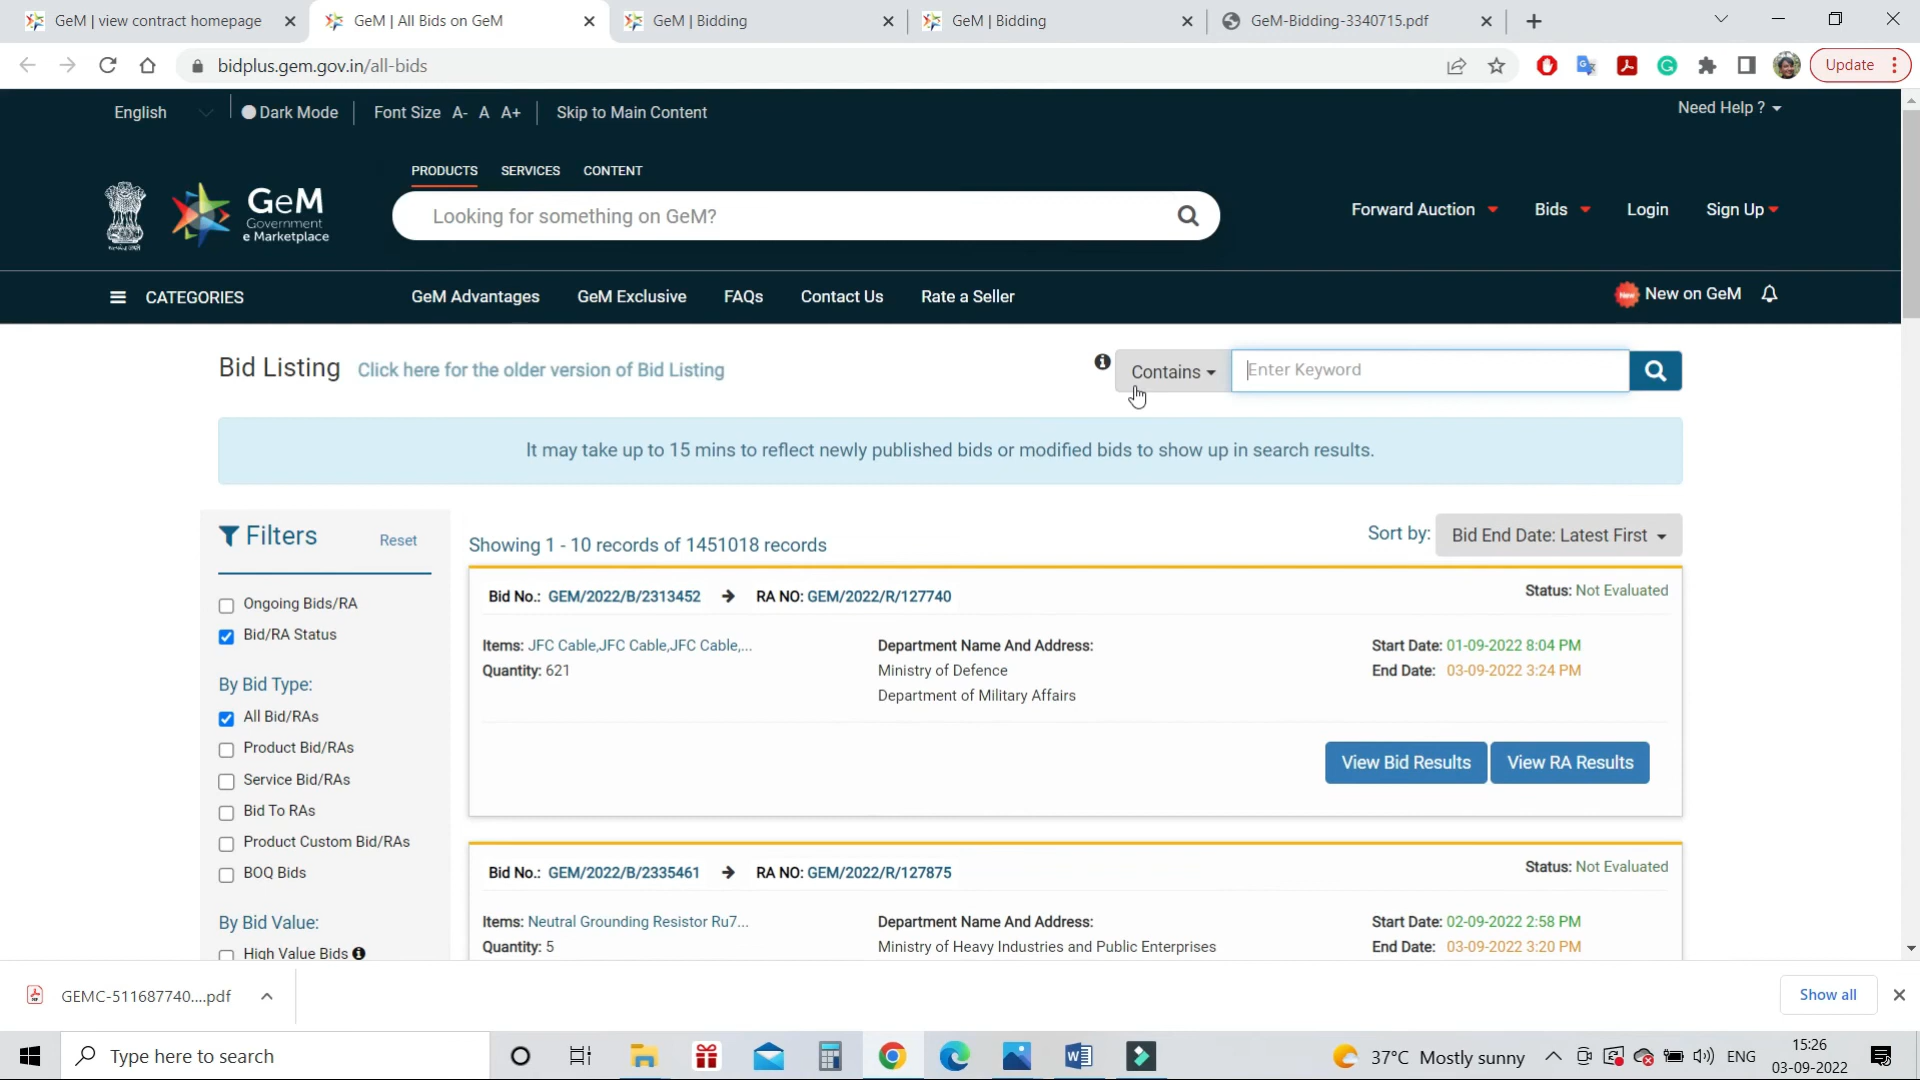 GeM | view contract homepage
GeM | All Bids on GeM
GeM | Bidding
GeM | Bidding
GeM-Bidding-3340715.pdf
bidplus.gem.gov.in/all-bids
Update
English
Dark Mode
Font Size A- A A+
Skip to Main Content
Need Help ?
PRODUCTS SERVICES CONTENT
GeM
Government
e Marketplace
Looking for something on GeM?
Forward Auction
Bids
Login
Sign Up
CATEGORIES
GeM Advantages
GeM Exclusive
FAQs
Contact Us
Rate a Seller
New on GeM
Bid Listing
Click here for the older version of Bid Listing
Contains
Enter Keyword
It may take up to 15 mins to reflect newly published bids or modified bids to show up in search results.
Filters
Reset
Ongoing Bids/RA
Bid/RA Status
By Bid Type:
All Bid/RAs
Product Bid/RAs
Service Bid/RAs
Bid To RAs
Product Custom Bid/RAs
BOQ Bids
By Bid Value:
High Value Bids
Showing 1 - 10 records of 1451018 records
Sort by: Bid End Date: Latest First
Bid No.: GEM/2022/B/2313452 → RA NO: GEM/2022/R/127740
Status: Not Evaluated
Items: JFC Cable,JFC Cable,JFC Cable,...
Quantity: 621
Department Name And Address:
Ministry of Defence
Department of Military Affairs
Start Date: 01-09-2022 8:04 PM
End Date: 03-09-2022 3:24 PM
View Bid Results
View RA Results
Bid No.: GEM/2022/B/2335461 → RA NO: GEM/2022/R/127875
Status: Not Evaluated
Items: Neutral Grounding Resistor Ru7...
Quantity: 5
Department Name And Address:
Ministry of Heavy Industries and Public Enterprises
Start Date: 02-09-2022 2:58 PM
End Date: 03-09-2022 3:20 PM
GEMC-511687740....pdf
Show all
Type here to search
37°C Mostly sunny
ENG
15:26
03-09-2022